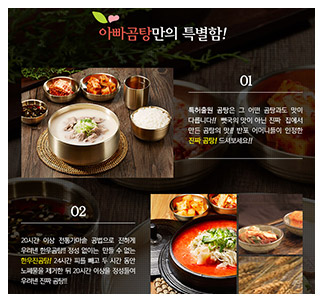 아빠곰탕만의 특별함!
01
특허출원 곰탕은 그 어떤 곰탕과도 맛이
다릅니다!! 뼛국의 맛이 아닌 진짜 집에서
만든 곰탕의 맛!! 반포 어머니들이 인정한
진짜 곰탕! 드셔보세요!!
02
20시간 이상 전통가마솥 공법으로 진하게
우려낸 한우곰탕!! 정성 없이는 만들 수 없는
한우진곰탕! 24시간 피를 빼고 두 시간 동안
노폐물을 제거한 뒤 20시간 이상을 정성들여
우려낸 진짜 곰탕!!